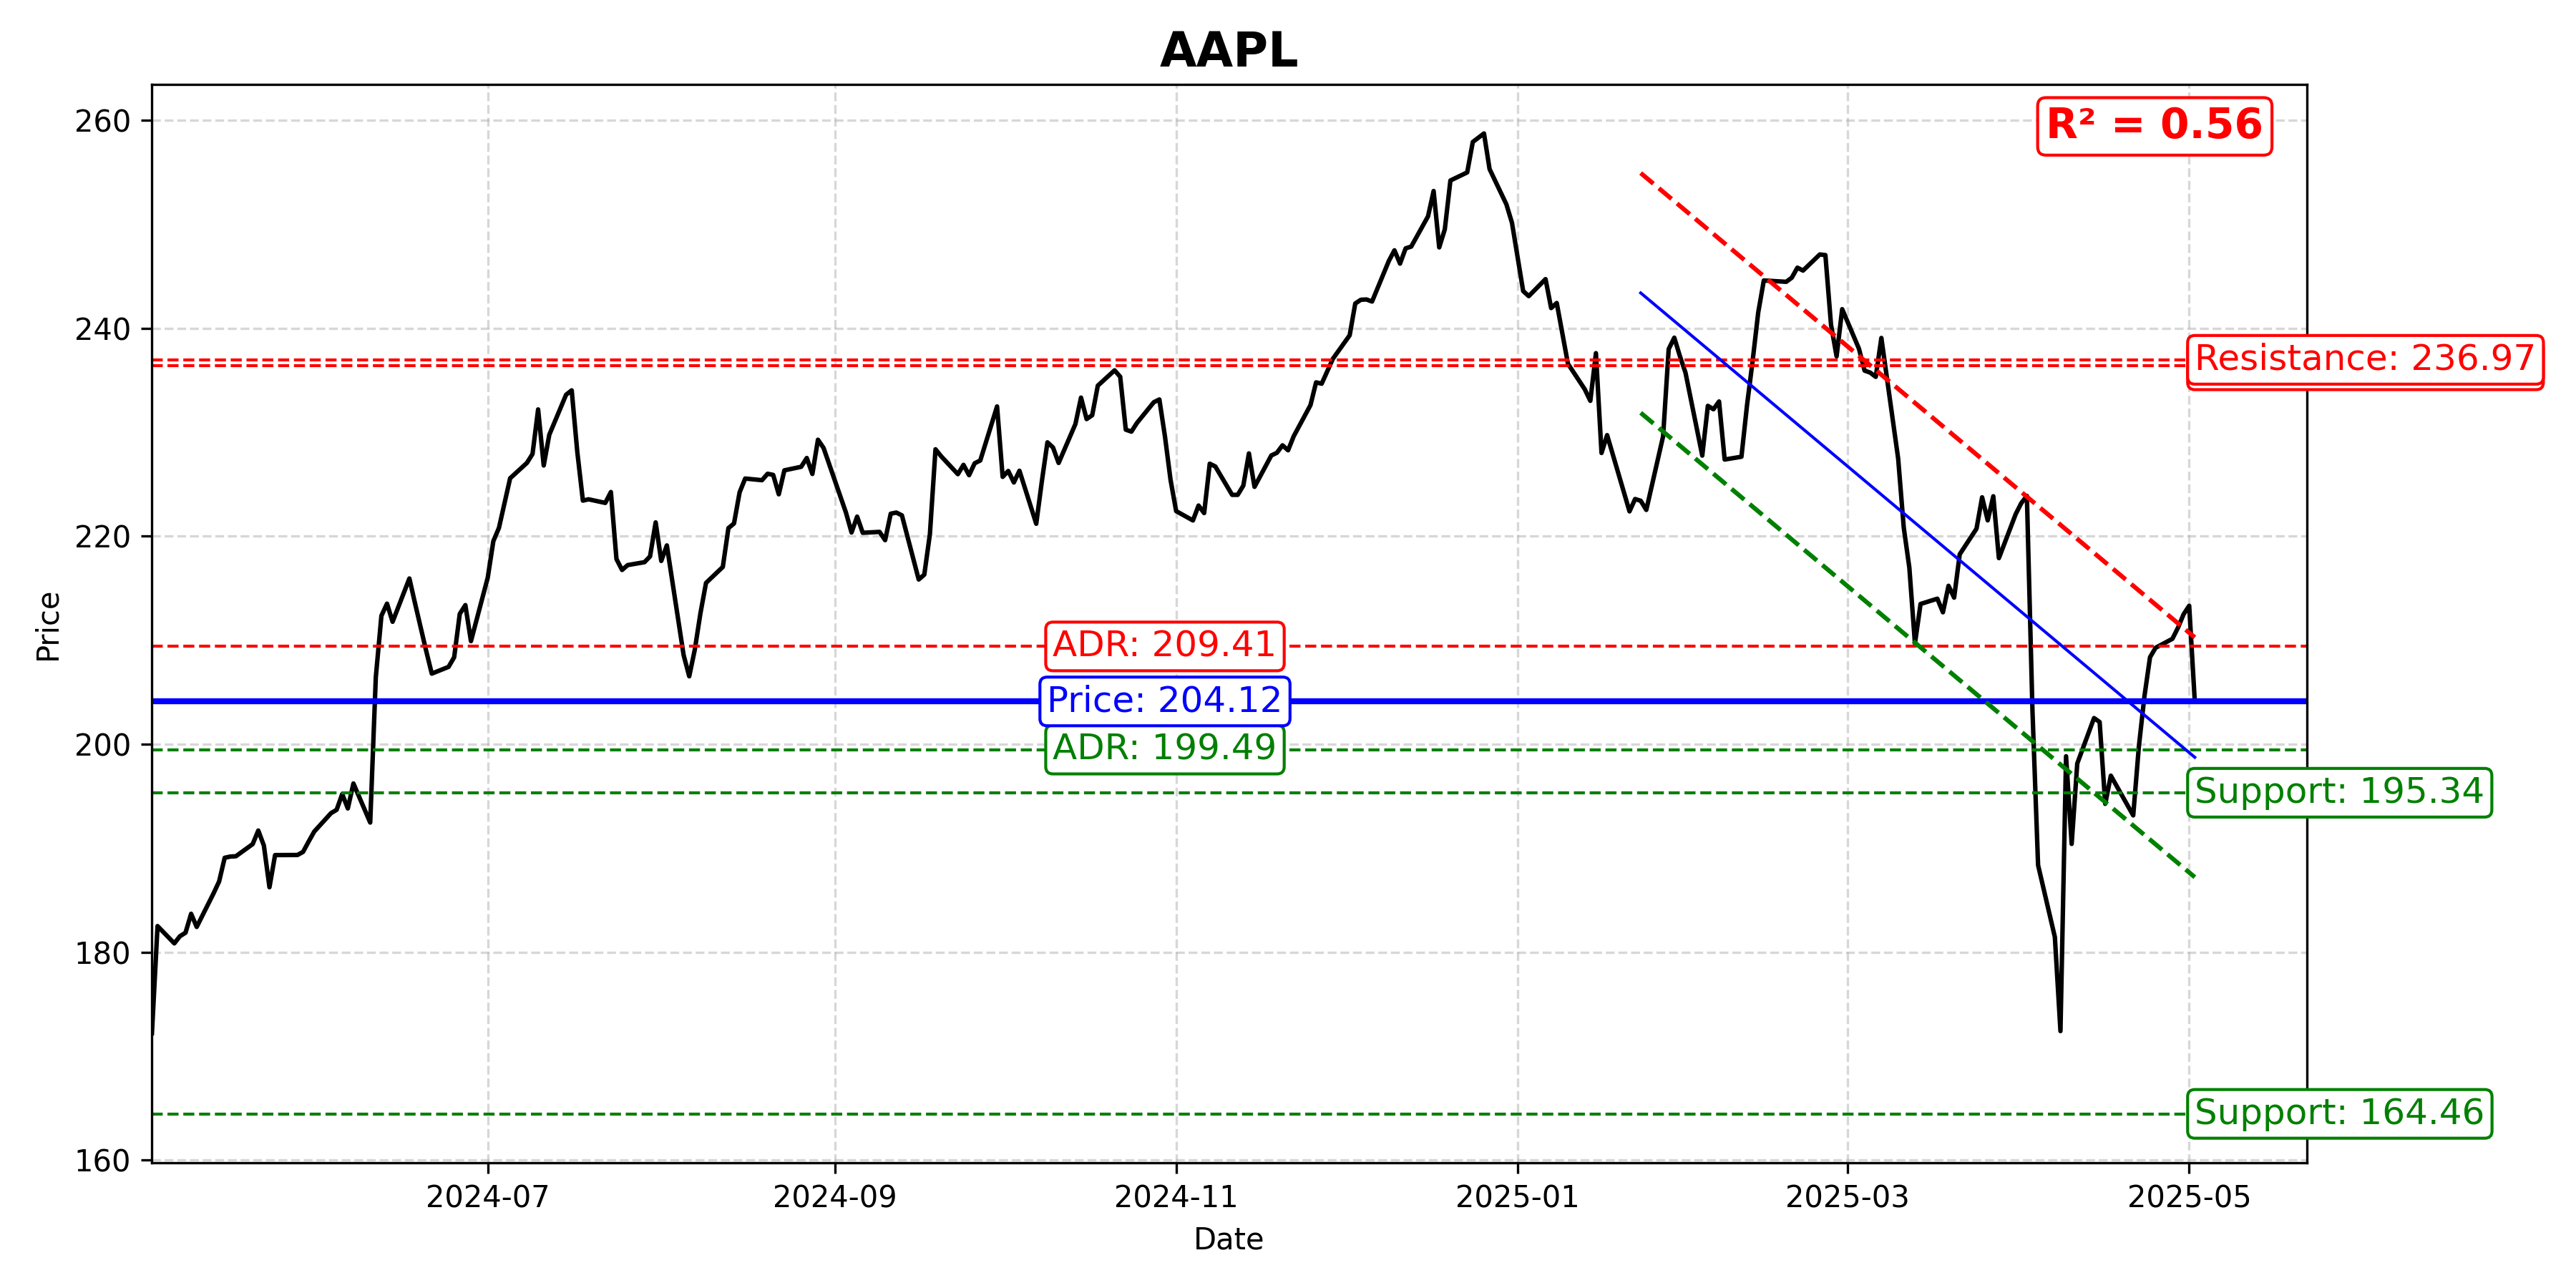 AAPL
R² = 0.56
260
240
220
200
180
160
Price
Resistance: 236.97
ADR: 209.41
Price: 204.12
ADR: 199.49
Support: 195.34
Support: 164.46
2024-07
2024-09
2024-11
2025-01
2025-03
2025-05
Date